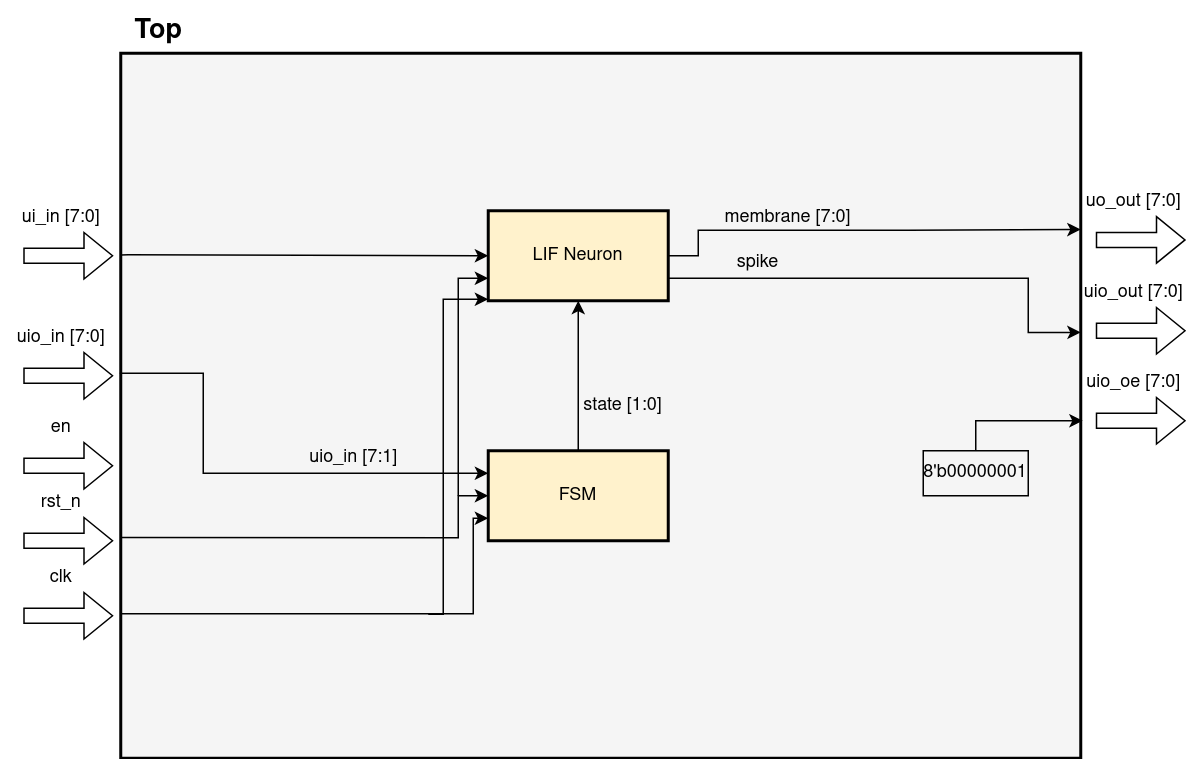 Top
ui_in [7:0]
uio_in [7:0]
en
rst_n
clk
LIF Neuron
membrane [7:0]
spike
state [1:0]
uio_in [7:1]
FSM
8'b00000001
uo_out [7:0]
uio_out [7:0]
uio_oe [7:0]